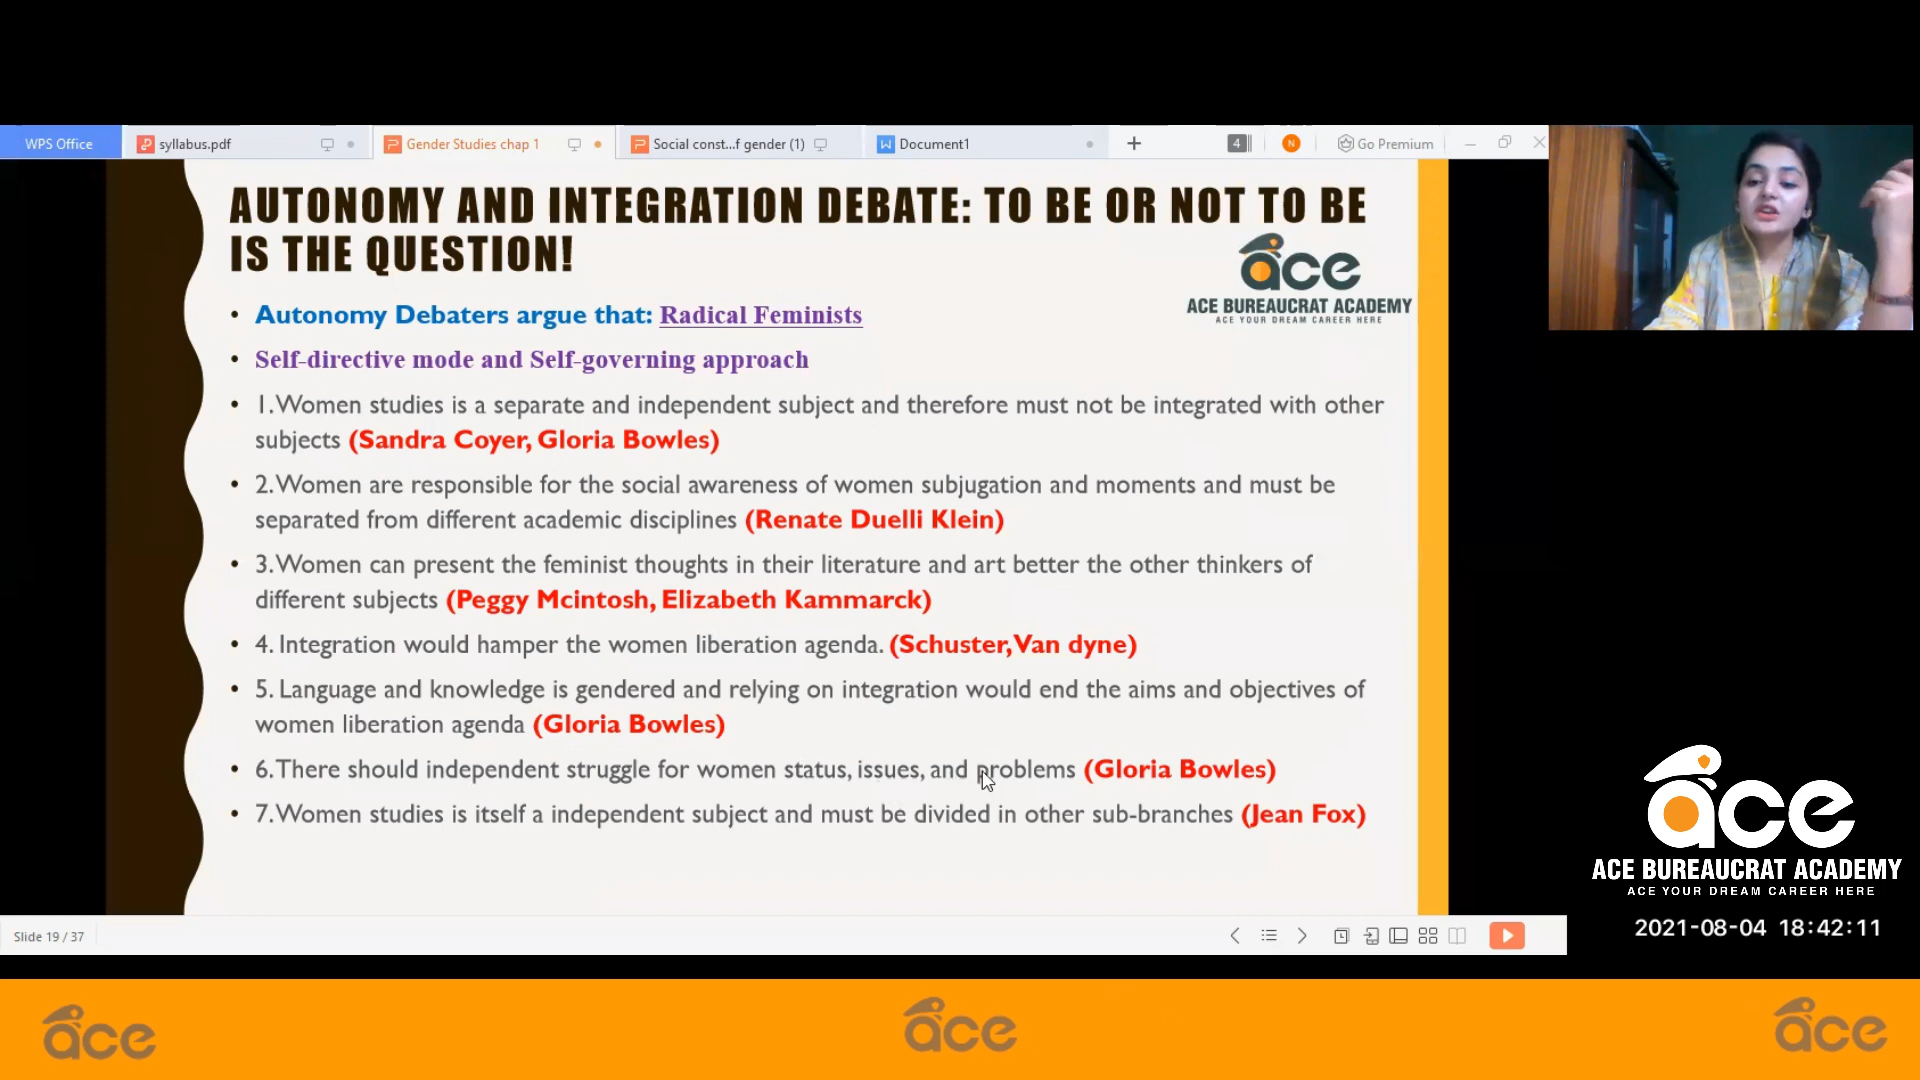 WPS Office
syllabus.pdf
Gender Studies chap 1
Social const...f gender (1)
Document1
4
N
Go Premium
AUTONOMY AND INTEGRATION DEBATE: TO BE OR NOT TO BE
IS THE QUESTION!
ace
ACE BUREAUCRAT ACADEMY
ACE YOUR DREAM CAREER HERE
• Autonomy Debaters argue that: Radical Feminists
• Self-directive mode and Self-governing approach
• 1. Women studies is a separate and independent subject and therefore must not be integrated with other
subjects (Sandra Coyer, Gloria Bowles)
• 2. Women are responsible for the social awareness of women subjugation and moments and must be
separated from different academic disciplines (Renate Duelli Klein)
• 3. Women can present the feminist thoughts in their literature and art better the other thinkers of
different subjects (Peggy Mcintosh, Elizabeth Kammarck)
• 4. Integration would hamper the women liberation agenda. (Schuster, Van dyne)
• 5. Language and knowledge is gendered and relying on integration would end the aims and objectives of
women liberation agenda (Gloria Bowles)
• 6. There should independent struggle for women status, issues, and problems (Gloria Bowles)
• 7. Women studies is itself a independent subject and must be divided in other sub-branches (Jean Fox)
ace
ACE BUREAUCRAT ACADEMY
ACE YOUR DREAM CAREER HERE
2021-08-04 18:42:11
Slide 19 / 37
ace
ace
ace